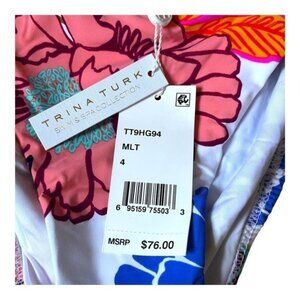 TRINA TURK
SWIM & SPA COLLECTION
TT9HG94
MLT
4
6 95159 75503 3
MSRP $76.00